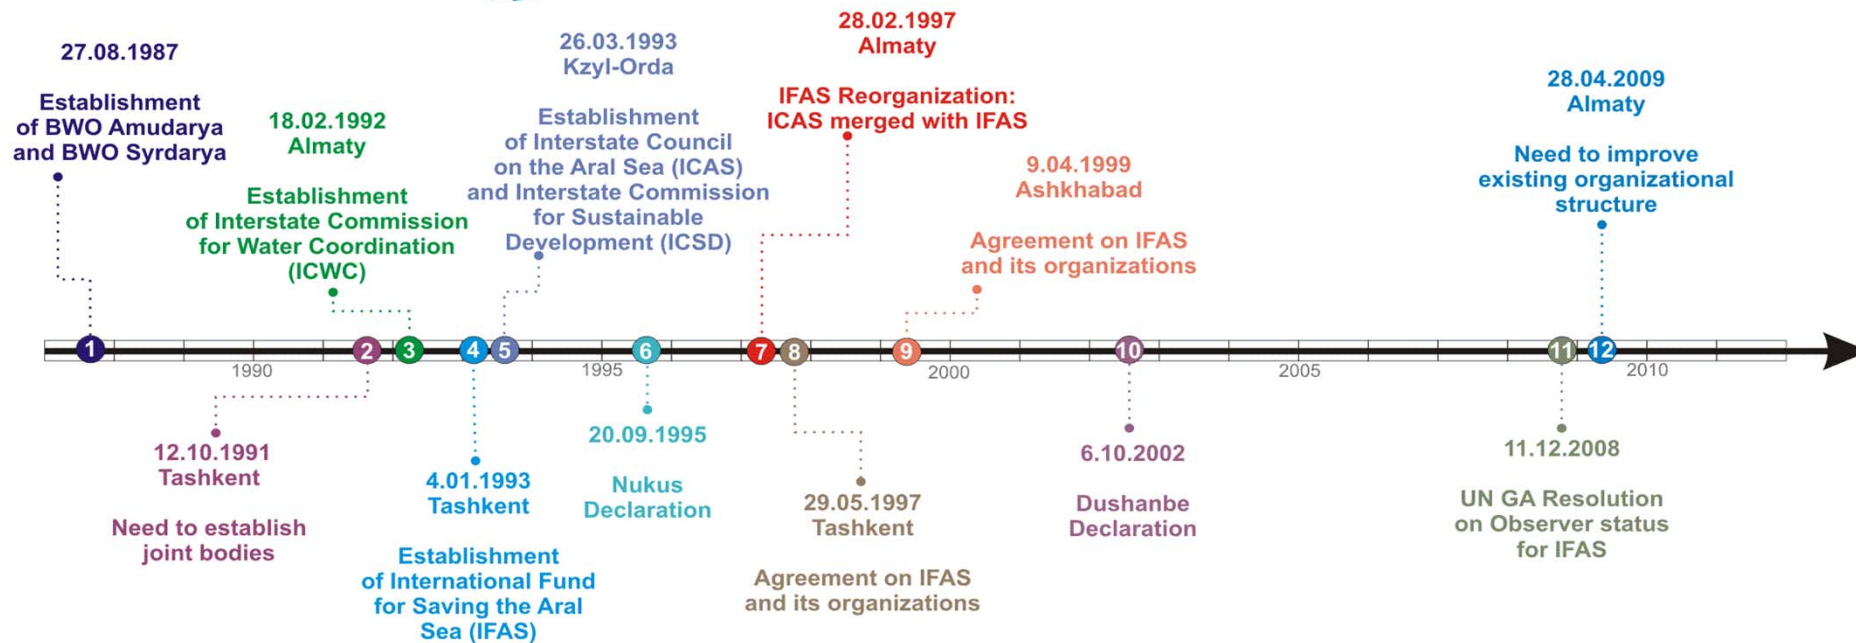 27.08.1987
Establishment
of BWO Amudarya
and BWO Syrdarya
18.02.1992
Almaty
Establishment
of Interstate Commission
for Water Coordination
(ICWC)
26.03.1993
Kzyl-Orda
Establishment
of Interstate Council
on the Aral Sea (ICAS)
and Interstate Commission
for Sustainable
Development (ICSD)
28.02.1997
Almaty
IFAS Reorganization:
ICAS merged with IFAS
9.04.1999
Ashkhabad
Agreement on IFAS
and its organizations
28.04.2009
Almaty
Need to improve
existing organizational
structure
1 2 3 4 5 6 7 8 9 10 11 12
1990 1995 2000 2005 2010
12.10.1991
Tashkent
Need to establish
joint bodies
4.01.1993
Tashkent
Establishment
of International Fund
for Saving the Aral
Sea (IFAS)
20.09.1995
Nukus
Declaration
29.05.1997
Tashkent
Agreement on IFAS
and its organizations
6.10.2002
Dushanbe
Declaration
11.12.2008
UN GA Resolution
on Observer status
for IFAS